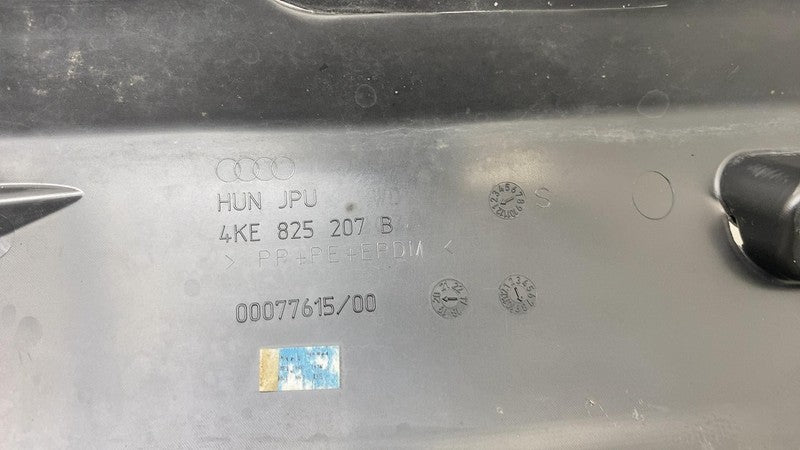 HUN JPU
4KE 825 207 B
S
> PP+PE+EPDM <
00077615/00